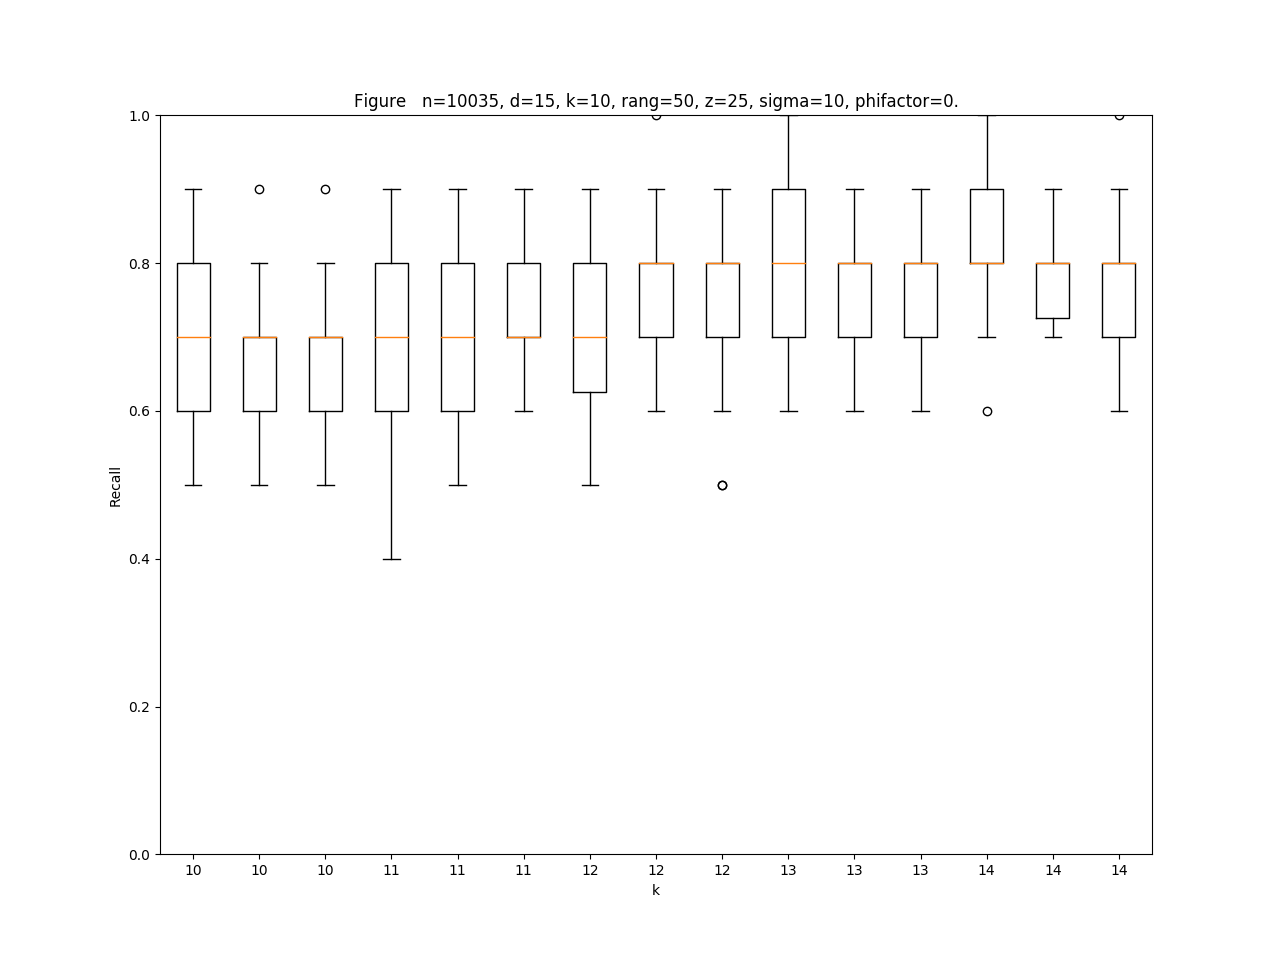 Figure   n=10035, d=15, k=10, rang=50, z=25, sigma=10, phifactor=0.
1.0
0.8
0.6
0.4
0.2
0.0
Recall
10 10 10 11 11 11 12 12 12 13 13 13 14 14 14
k